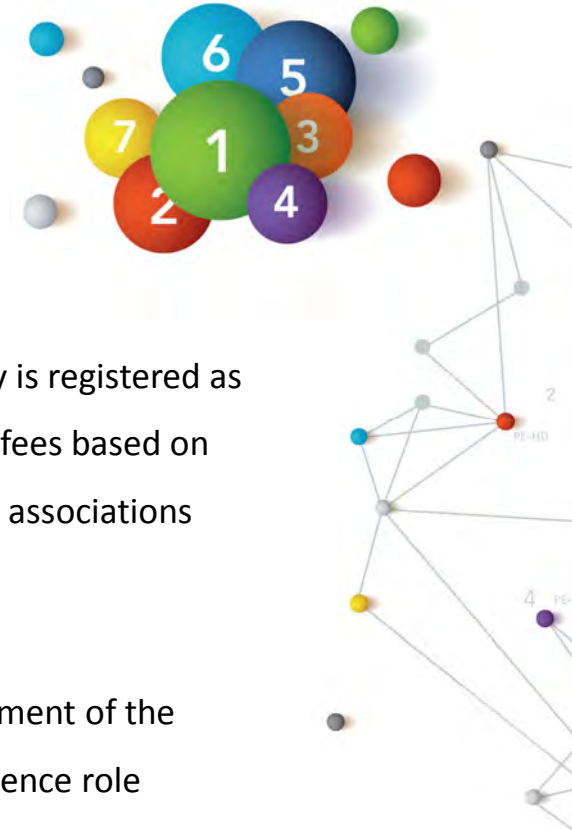 6
5
7
1
3
2
4
y is registered as
fees based on
associations
ment of the
ence role
2
PE-HD
4 PE-